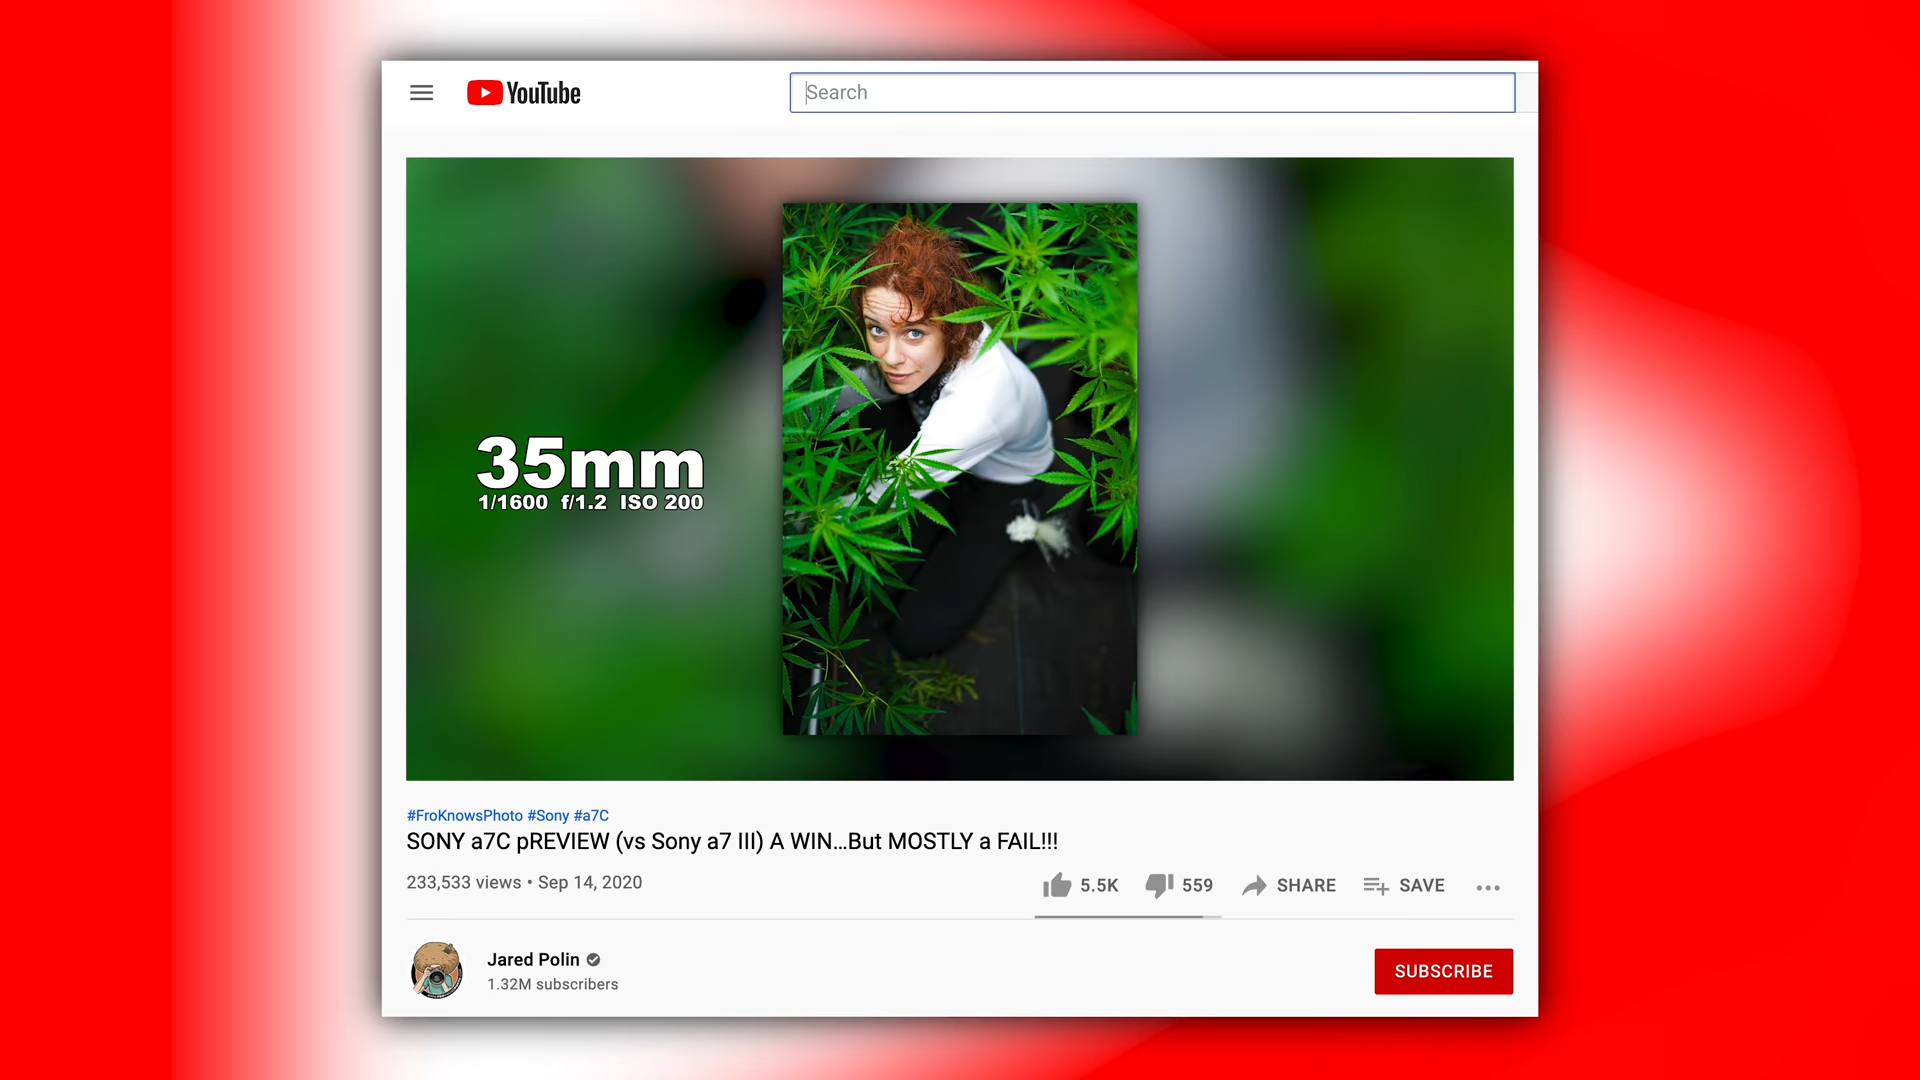 YouTube
Search
35mm
1/1600 f/1.2 ISO 200
#FroKnowsPhoto #Sony #a7C
SONY a7C pREVIEW (vs Sony a7 III) A WIN...But MOSTLY a FAIL!!!
233,533 views • Sep 14, 2020
5.5K 559 SHARE SAVE
Jared Polin
1.32M subscribers
SUBSCRIBE